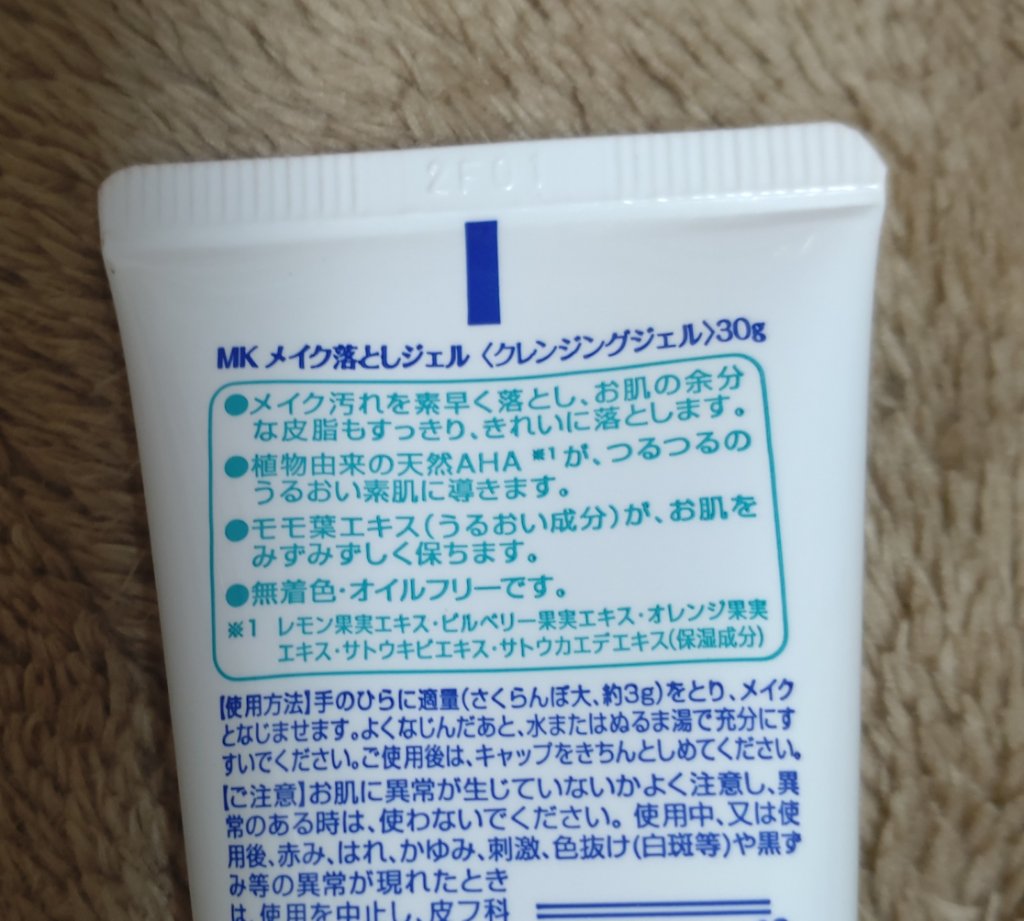 2F01
MK メイク落としジェル〈クレンジングジェル〉30g
●メイク汚れを素早く落とし、お肌の余分
な皮脂もすっきり、きれいに落とします。
●植物由来の天然AHA※1が、つるつるの
うるおい素肌に導きます。
●モモ葉エキス(うるおい成分)が、お肌を
みずみずしく保ちます。
●無着色・オイルフリーです。
※1 レモン果実エキス・ビルベリー果実エキス・オレンジ果実
エキス・サトウキビエキス・サトウカエデエキス(保湿成分)
【使用方法】手のひらに適量(さくらんぼ大、約3g)をとり、メイク
となじませます。よくなじんだあと、水またはぬるま湯で充分にす
すいでください。ご使用後は、キャップをきちんとしめてください。
【ご注意】お肌に異常が生じていないかよく注意し、異
常のある時は、使わないでください。使用中、又は使
用後、赤み、はれ、かゆみ、刺激、色抜け(白斑等)や黒ず
み等の異常が現れたとき
は、使用を中止し、皮フ科